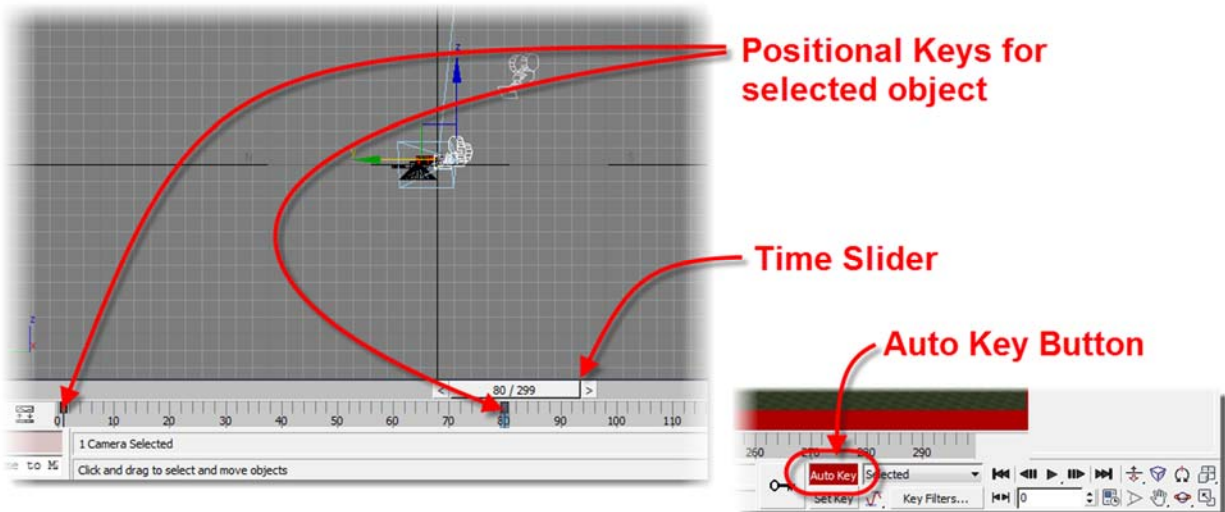 Positional Keys for
selected object
z
Time Slider
Auto Key Button
z
x
< 80 / 299 >
0 10 20 30 40 50 60 70 80 90 100 110
1 Camera Selected
Click and drag to select and move objects
260 270 280 290
Auto Key Selected
Set Key Key Filters...
0